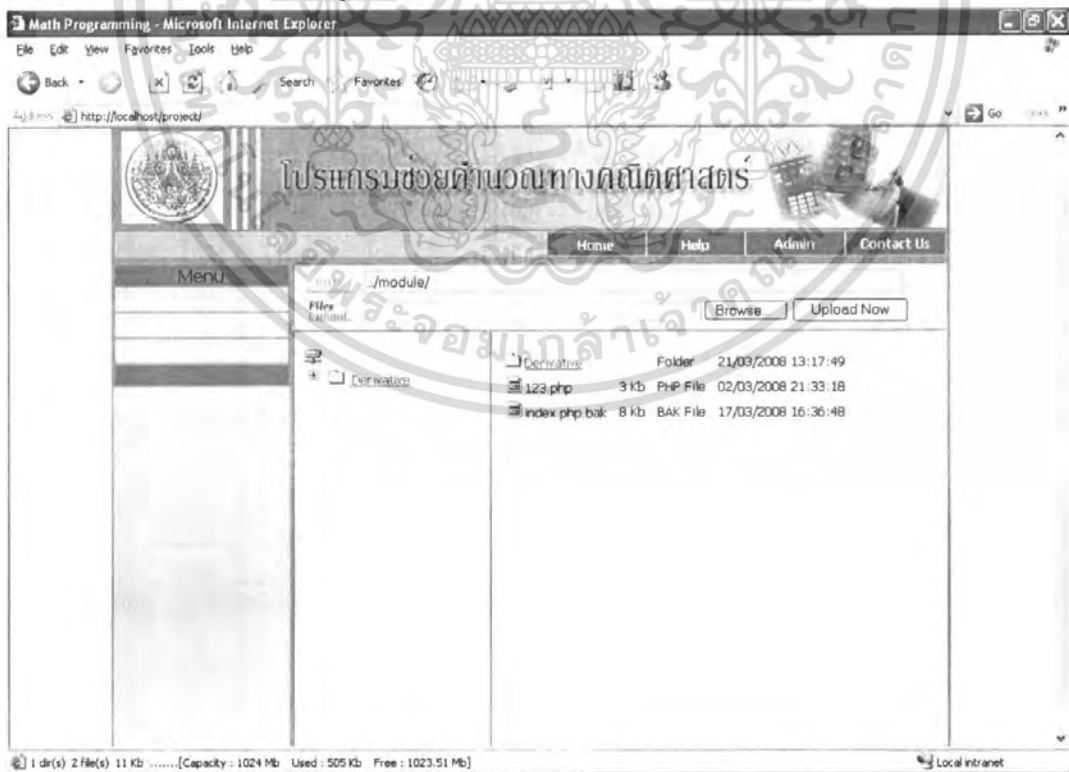 Math Programming - Microsoft Internet Explorer
File Edit View Favorites Tools Help
Back Search Favorites
Address http://localhost/project/ Go
โปรแกรมช่วยคำนวณทางคณิตศาสตร์
Home Help Admin Contact Us
Menu
../module/
Files
Browse... Upload Now
Derivative Folder 21/03/2008 13:17:49
Derivative
123.php 3 Kb PHP File 02/03/2008 21:33:18
index.php.bak 8 Kb BAK File 17/03/2008 16:36:48
1 dir(s) 2 file(s) 11 Kb .......[Capacity : 1024 Mb Used : 505 Kb Free : 1023.51 Mb]
Local intranet